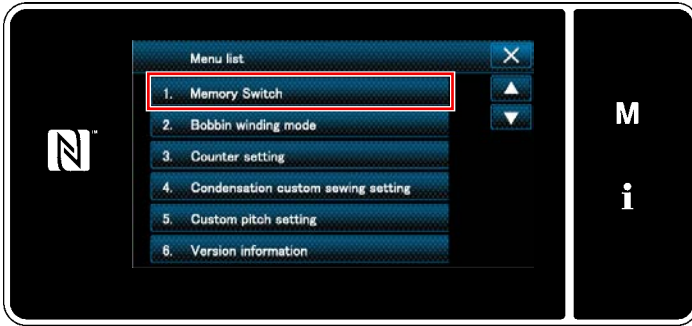 Menu list
1. Memory Switch
2. Bobbin winding mode
3. Counter setting
4. Condensation custom sewing setting
5. Custom pitch setting
6. Version information
N™
M
i